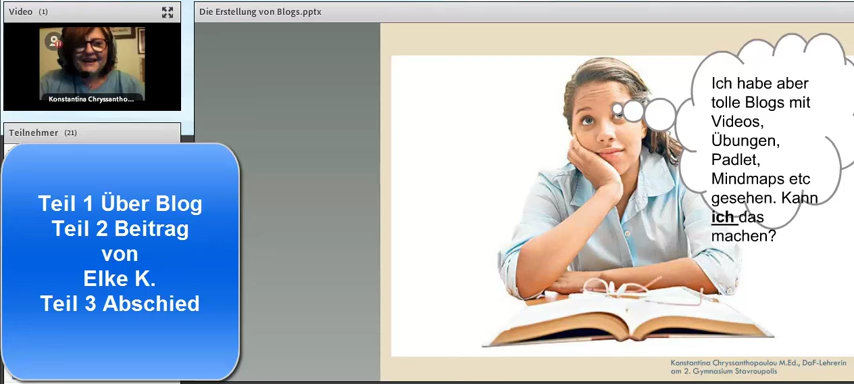 Video (1)
Konstantina Chryssantho...
Teilnehmer (21)
Teil 1 Über Blog
Teil 2 Beitrag
von
Elke K.
Teil 3 Abschied
Die Erstellung von Blogs.pptx
Ich habe aber
tolle Blogs mit
Videos,
Übungen,
Padlet,
Mindmaps etc
gesehen. Kahn
ich das
machen?
Konstantina Chryssanthopoulou M.Ed., DaF-Lehrerin
am 2. Gymnasium Stavroupolis